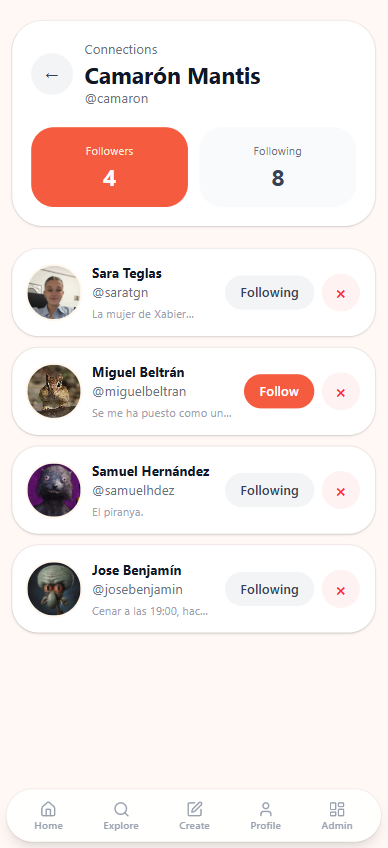 Connections
←
Camarón Mantis
@camaron
Followers
4
Following
8
Sara Teglas
@saratgn
La mujer de Xabier...
Following
×
Miguel Beltrán
@miguelbeltran
Se me ha puesto como un...
Follow
×
Samuel Hernández
@samuelhdez
El piranya.
Following
×
Jose Benjamín
@josebenjamin
Cenar a las 19:00, hac...
Following
×
Home
Explore
Create
Profile
Admin